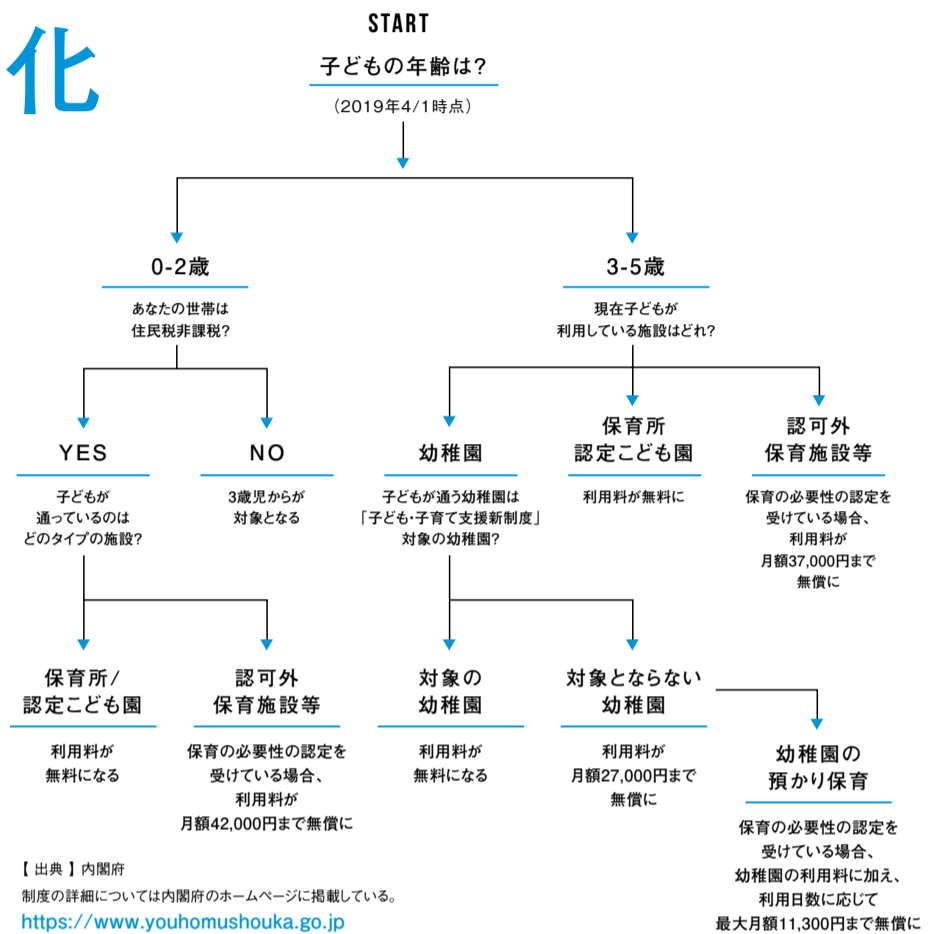 化
START
子どもの年齢は?
（2019年4/1時点）
0-2歳
あなたの世帯は
住民税非課税?
3-5歳
現在子どもが
利用している施設はどれ?
YES
子どもが
通っているのは
どのタイプの施設?
NO
3歳児からが
対象となる
幼稚園
子どもが通う幼稚園は
「子ども・子育て支援新制度」
対象の幼稚園?
保育所
認定こども園
利用料が無料に
認可外
保育施設等
保育の必要性の認定を
受けている場合、
利用料が
月額37,000円まで
無償に
保育所/
認定こども園
利用料が
無料になる
認可外
保育施設等
保育の必要性の認定を
受けている場合、
利用料が
月額42,000円まで無償に
対象の
幼稚園
利用料が
無料になる
対象とならない
幼稚園
利用料が
月額27,000円まで
無償に
幼稚園の
預かり保育
保育の必要性の認定を
受けている場合、
幼稚園の利用料に加え、
利用日数に応じて
最大月額11,300円まで無償に
【 出典 】内閣府
制度の詳細については内閣府のホームページに掲載している。
https://www.youhomushouka.go.jp